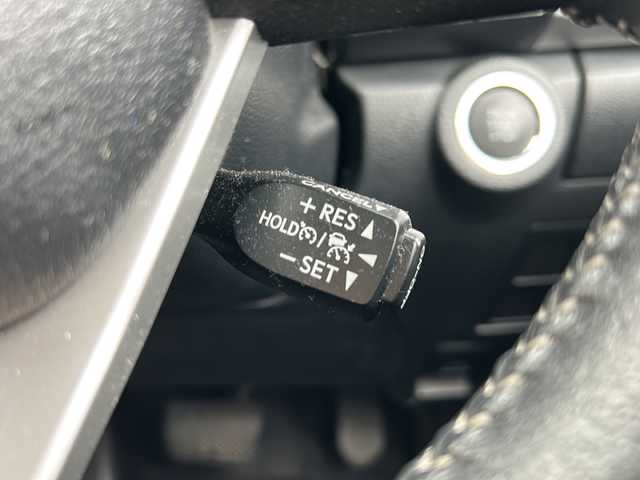 CANCEL
+ RES
HOLD /
- SET